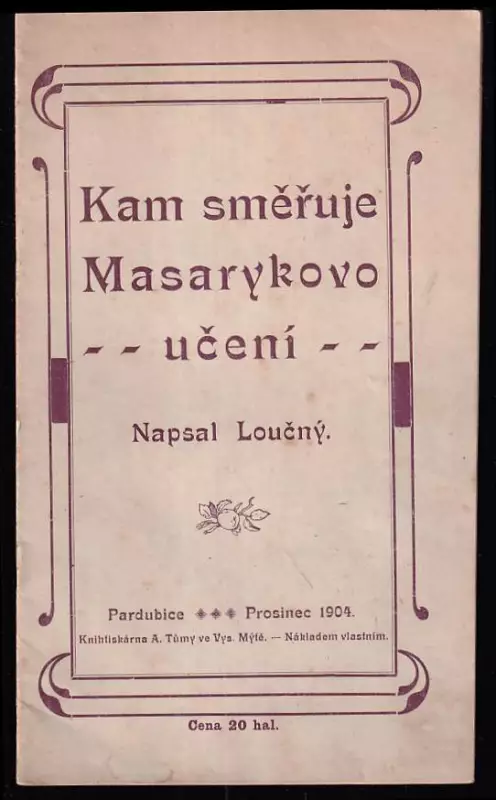 Kam směřuje
Masarykovo
- - učení - -
Napsal Loučný.
Pardubice *** Prosinec 1904.
Knihtiskárna A. Tůmy ve Vys. Mýtě. — Nákladem vlastním.
Cena 20 hal.